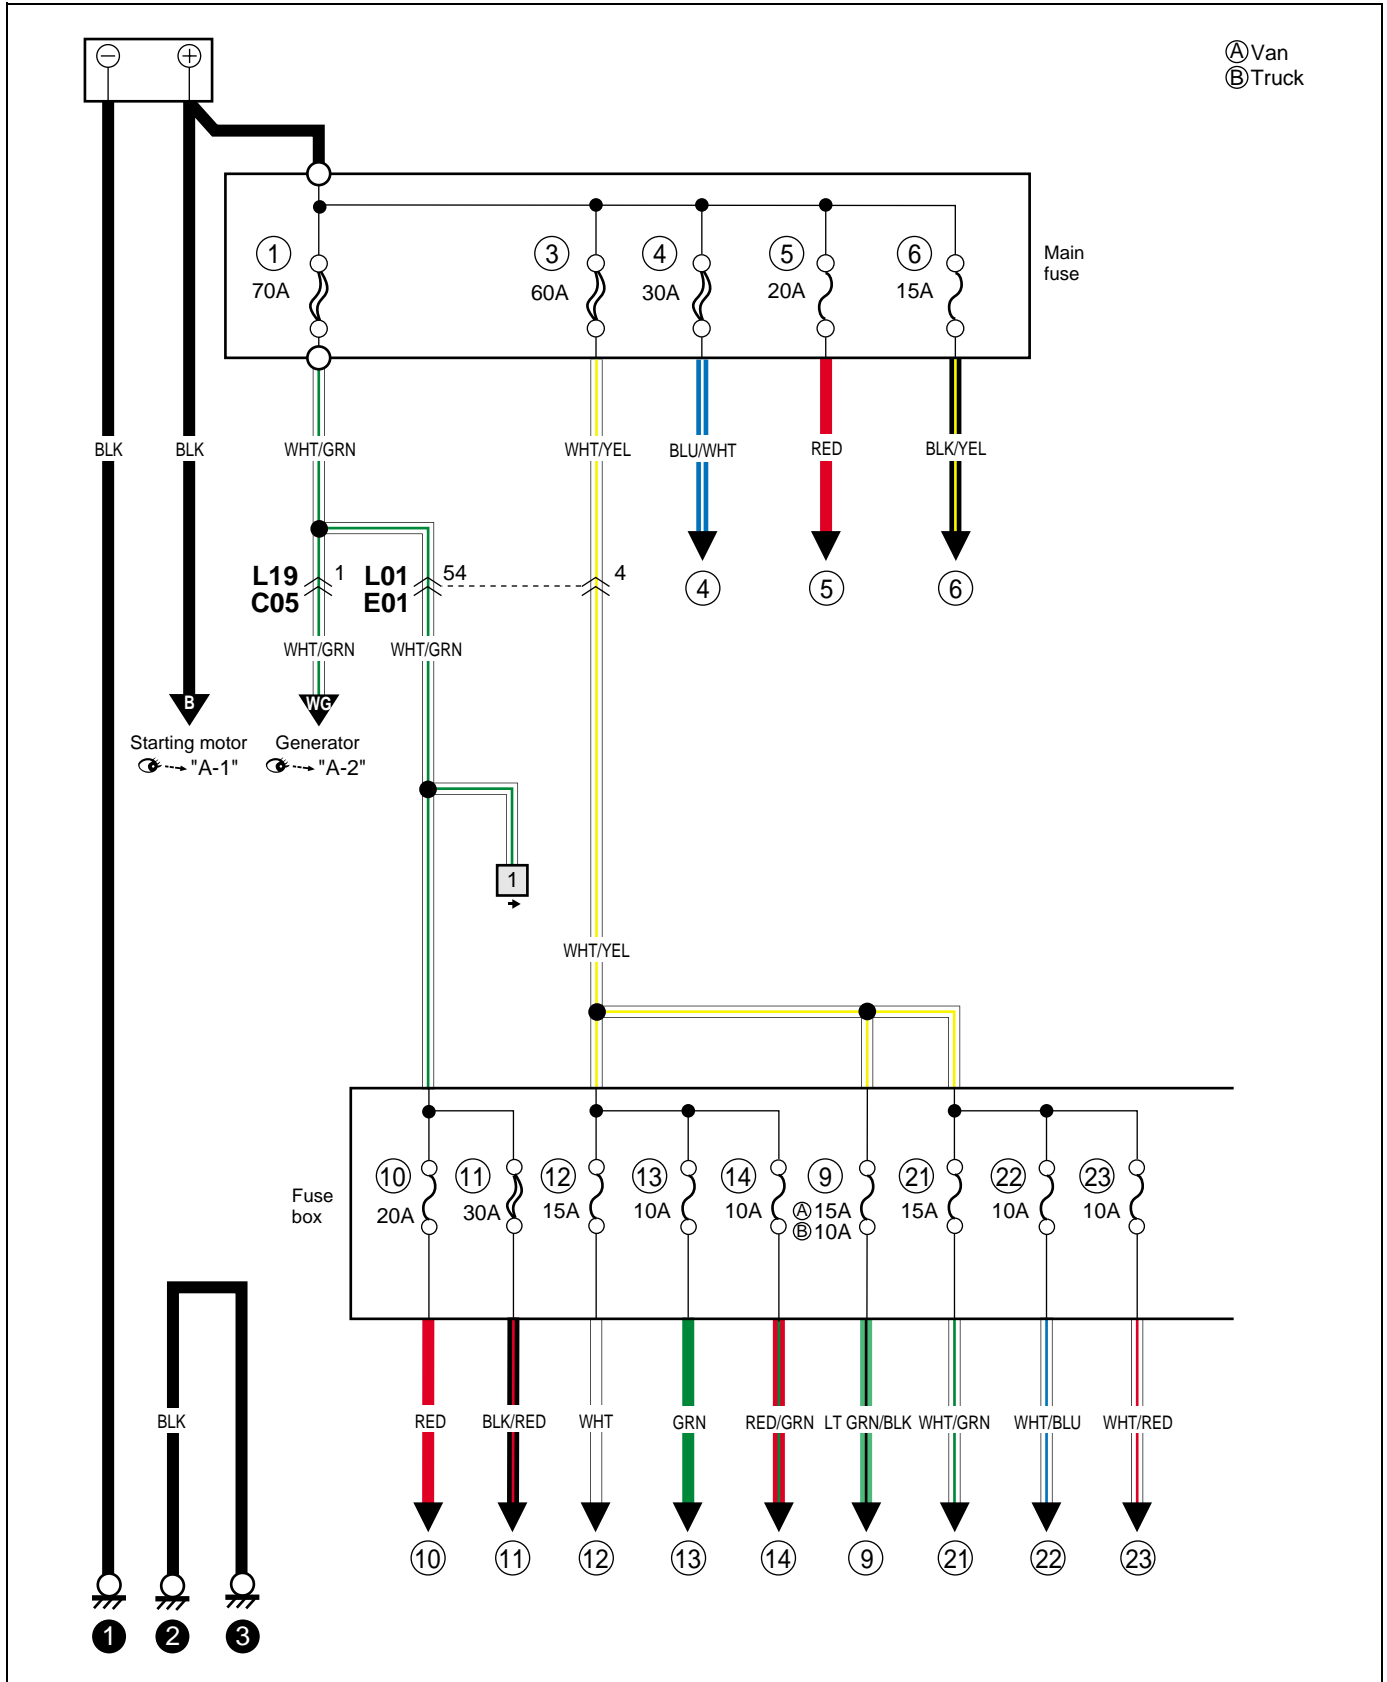 ⊖ ⊕
Ⓐ Van
Ⓑ Truck
① ③ ④ ⑤ ⑥
70A 60A 30A 20A 15A
Main
fuse
BLK BLK WHT/GRN WHT/YEL BLU/WHT RED BLK/YEL
L19 1 L01 54 4
C05 E01
④ ⑤ ⑥
WHT/GRN WHT/GRN
B WG
Starting motor Generator
"A-1" "A-2"
1
WHT/YEL
⑩ ⑪ ⑫ ⑬ ⑭ ⑨ ㉑ ㉒ ㉓
20A 30A 15A 10A 10A Ⓐ15A 15A 10A 10A
Ⓑ10A
Fuse
box
BLK RED BLK/RED WHT GRN RED/GRN LT GRN/BLK WHT/GRN WHT/BLU WHT/RED
⑩ ⑪ ⑫ ⑬ ⑭ ⑨ ㉑ ㉒ ㉓
❶ ❷ ❸